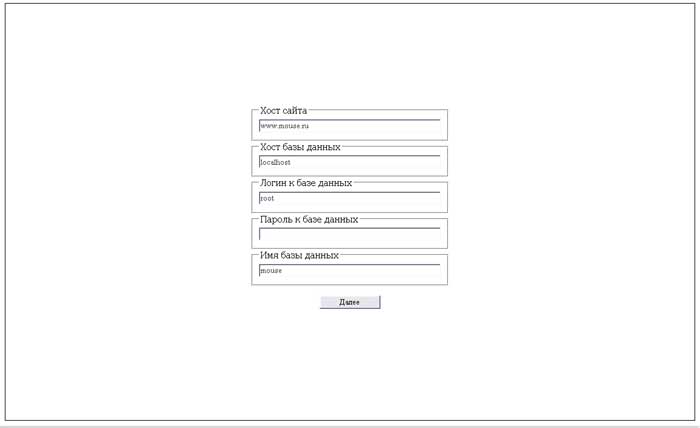 Хост сайта
www.mouse.ru
Хост базы данных
localhost
Логин к базе данных
root
Пароль к базе данных
Имя базы данных
mouse
Далее